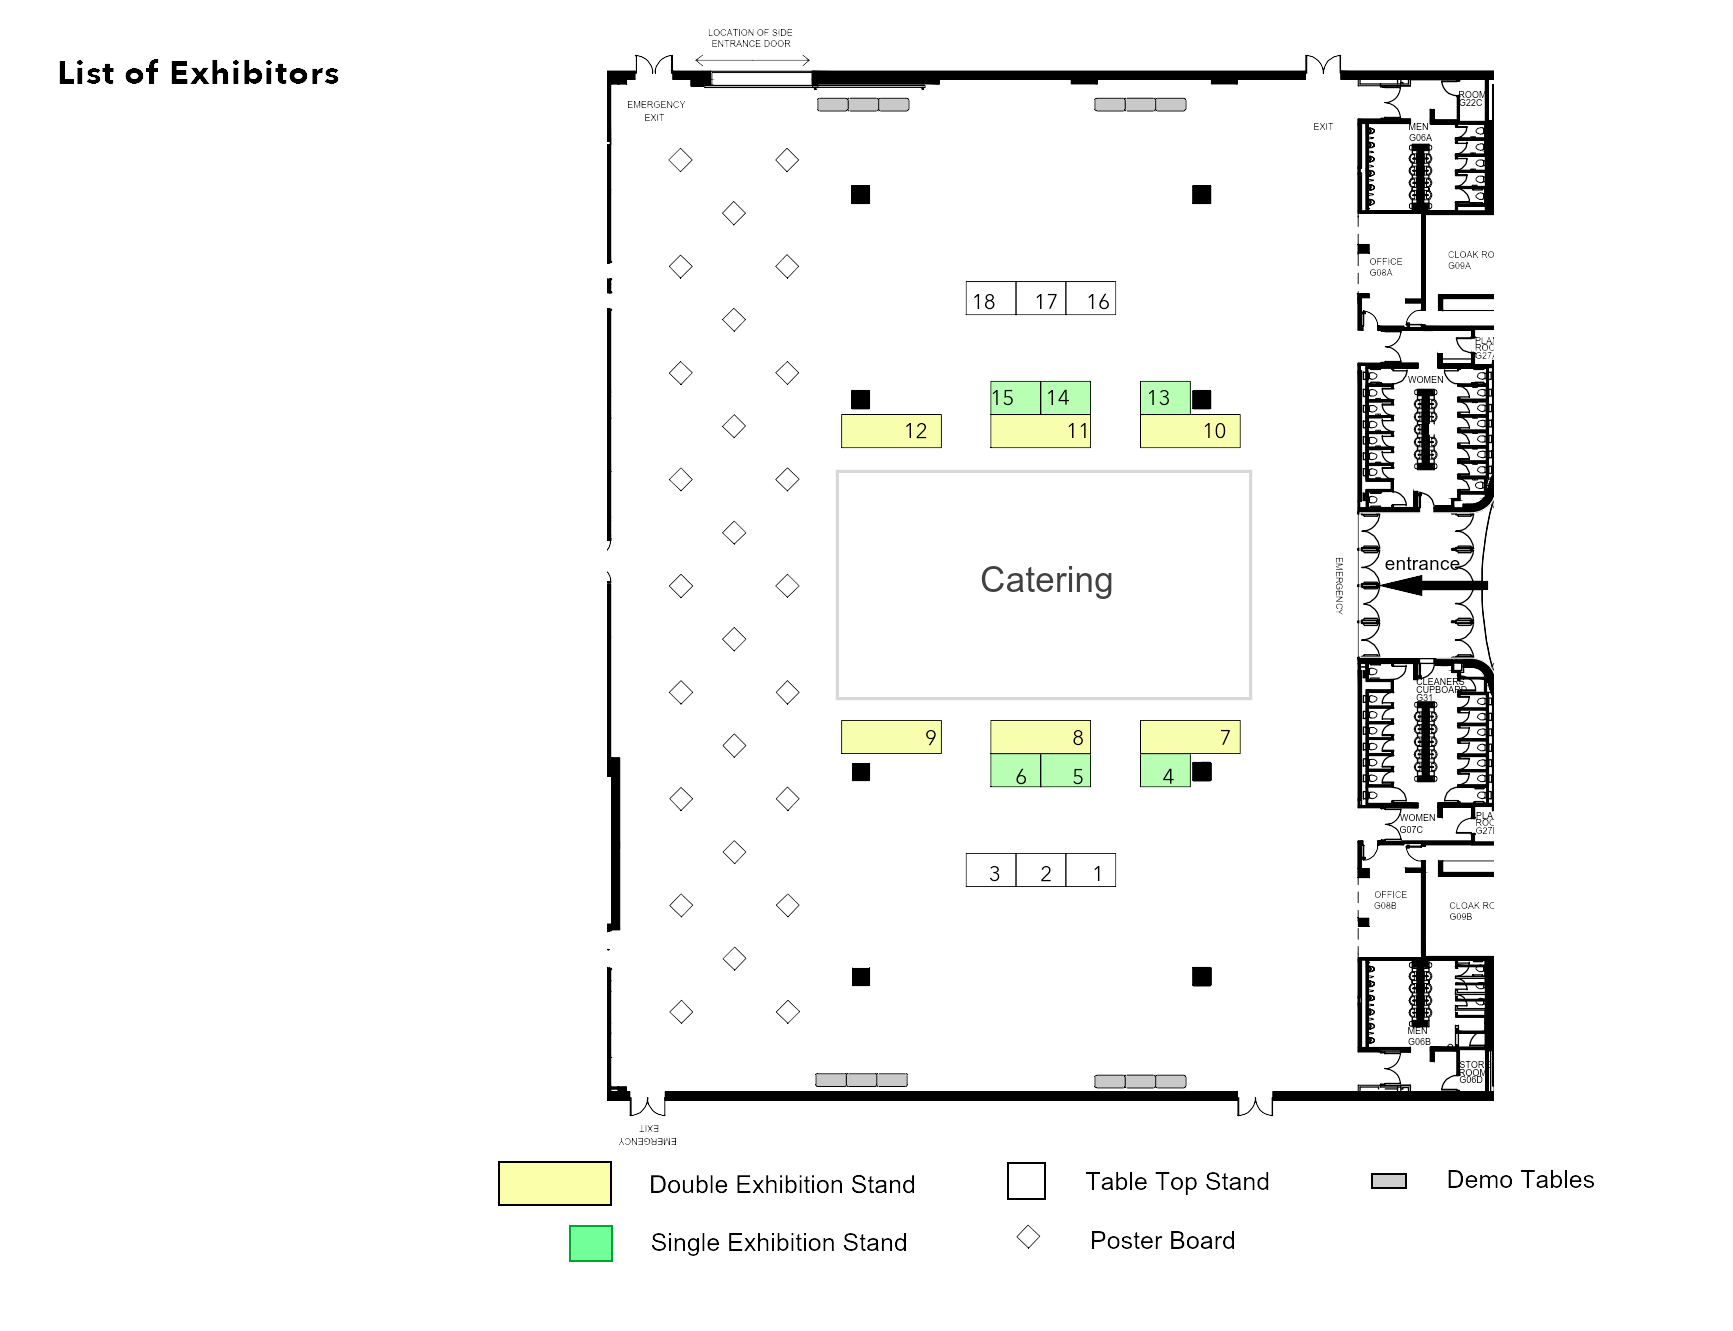 List of Exhibitors
LOCATION OF SIDE
ENTRANCE DOOR
EMERGENCY
EXIT
EXIT
ROOM
G22C
MEN
G06A
OFFICE
G08A
CLOAK RO
G09A
18 17 16
PLA
ROO
G27
WOMEN
15 14 13
12 11 10
Catering
EMERGENCY
entrance
CLEANERS
CUPBOARD
G31
9 8 7
6 5 4
WOMEN
G07C
PLA
ROO
G27
3 2 1
OFFICE
G08B
CLOAK RO
G09B
MEN
G06B
STORE
ROOM
G06D
EMERGENCY
EXIT
Double Exhibition Stand
Table Top Stand
Demo Tables
Single Exhibition Stand
Poster Board